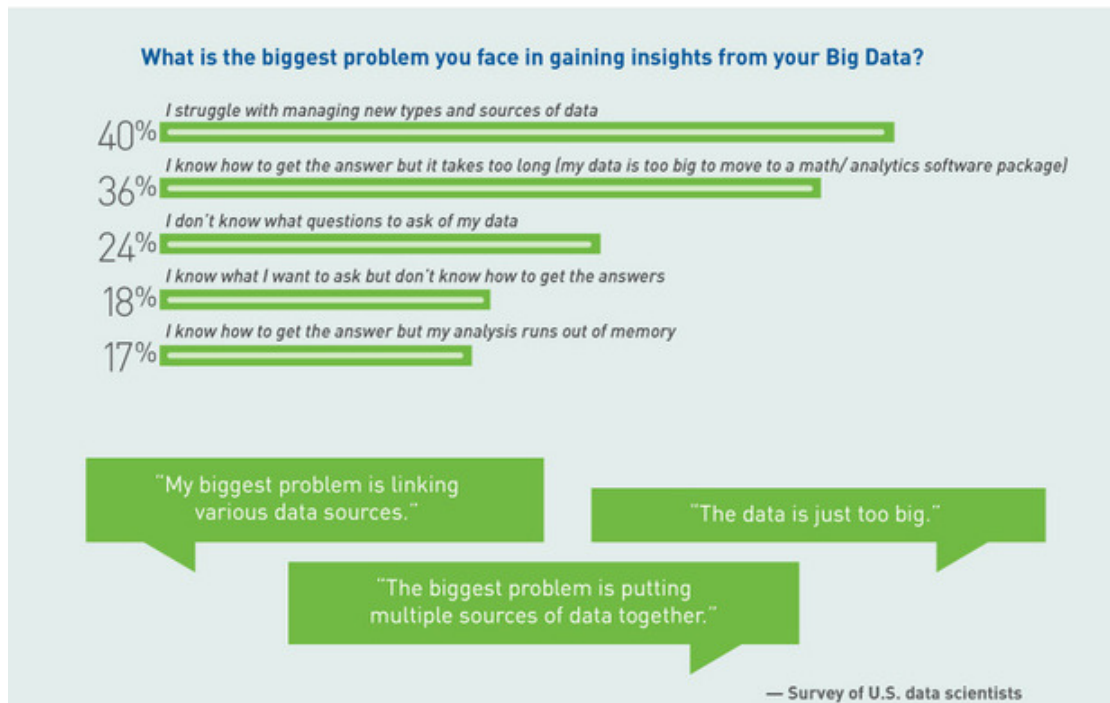 What is the biggest problem you face in gaining insights from your Big Data?
I struggle with managing new types and sources of data
40%
I know how to get the answer but it takes too long (my data is too big to move to a math/ analytics software package)
36%
I don't know what questions to ask of my data
24%
I know what I want to ask but don't know how to get the answers
18%
I know how to get the answer but my analysis runs out of memory
17%
"My biggest problem is linking
various data sources."
"The data is just too big."
"The biggest problem is putting
multiple sources of data together."
— Survey of U.S. data scientists